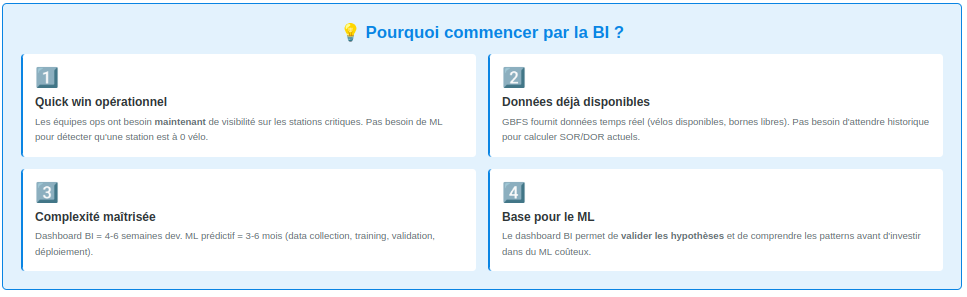 💡 Pourquoi commencer par la BI ?
1
Quick win opérationnel
Les équipes ops ont besoin maintenant de visibilité sur les stations critiques. Pas besoin de ML
pour détecter qu'une station est à 0 vélo.
2
Données déjà disponibles
GBFS fournit données temps réel (vélos disponibles, bornes libres). Pas besoin d'attendre historique
pour calculer SOR/DOR actuels.
3
Complexité maîtrisée
Dashboard BI = 4-6 semaines dev. ML prédictif = 3-6 mois (data collection, training, validation,
déploiement).
4
Base pour le ML
Le dashboard BI permet de valider les hypothèses et de comprendre les patterns avant d'investir
dans du ML coûteux.